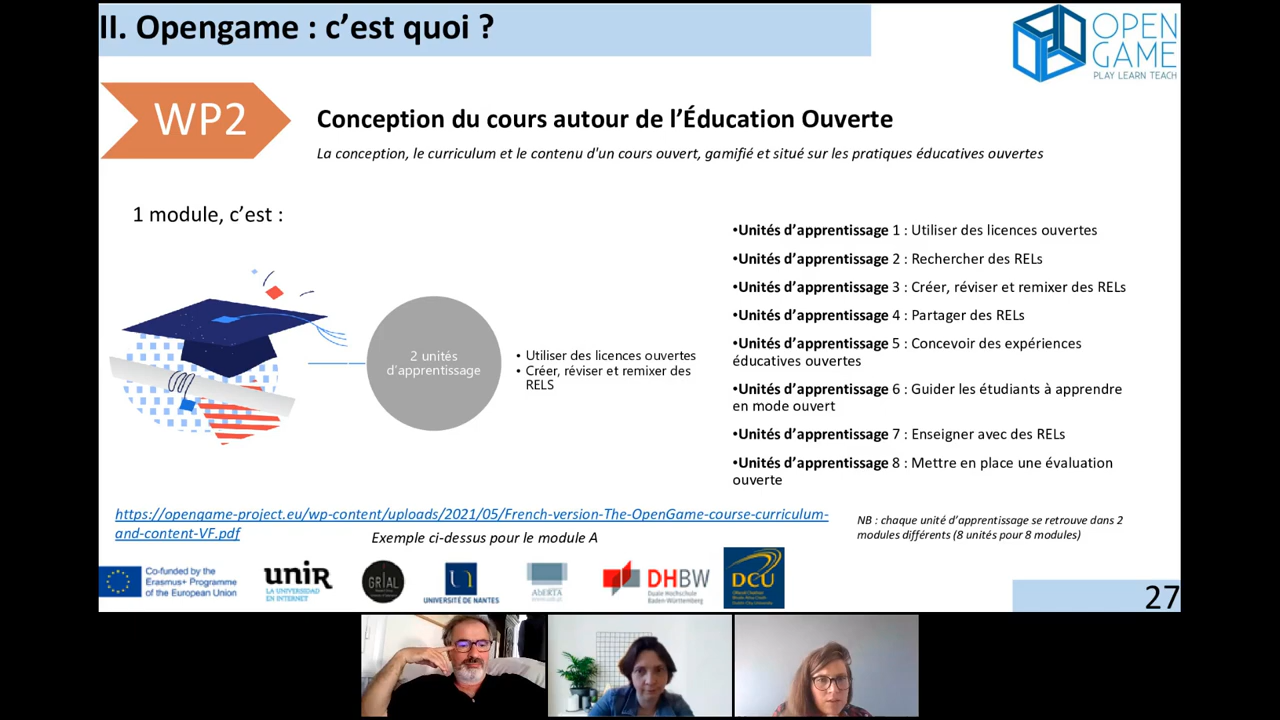 II. Opengame : c’est quoi ?
OPEN
GAME
PLAY LEARN TEACH
WP2
Conception du cours autour de l’Éducation Ouverte
La conception, le curriculum et le contenu d'un cours ouvert, gamifié et situé sur les pratiques éducatives ouvertes
1 module, c’est :
2 unités
d’apprentissage
• Utiliser des licences ouvertes
• Créer, réviser et remixer des
RELS
•Unités d’apprentissage 1 : Utiliser des licences ouvertes
•Unités d’apprentissage 2 : Rechercher des RELs
•Unités d’apprentissage 3 : Créer, réviser et remixer des RELs
•Unités d’apprentissage 4 : Partager des RELs
•Unités d’apprentissage 5 : Concevoir des expériences
éducatives ouvertes
•Unités d’apprentissage 6 : Guider les étudiants à apprendre
en mode ouvert
•Unités d’apprentissage 7 : Enseigner avec des RELs
•Unités d’apprentissage 8 : Mettre en place une évaluation
ouverte
https://opengame-project.eu/wp-content/uploads/2021/05/French-version-The-OpenGame-course-curriculum-
and-content-VF.pdf
Exemple ci-dessus pour le module A
NB : chaque unité d’apprentissage se retrouve dans 2
modules différents (8 unités pour 8 modules)
Co-funded by the
Erasmus+ Programme
of the European Union
unir
LA UNIVERSIDAD
EN INTERNET
GRIAL
UNIVERSITÉ DE NANTES
AbERTA
DHBW
Duale Hochschule
Baden-Württemberg
DCU
27